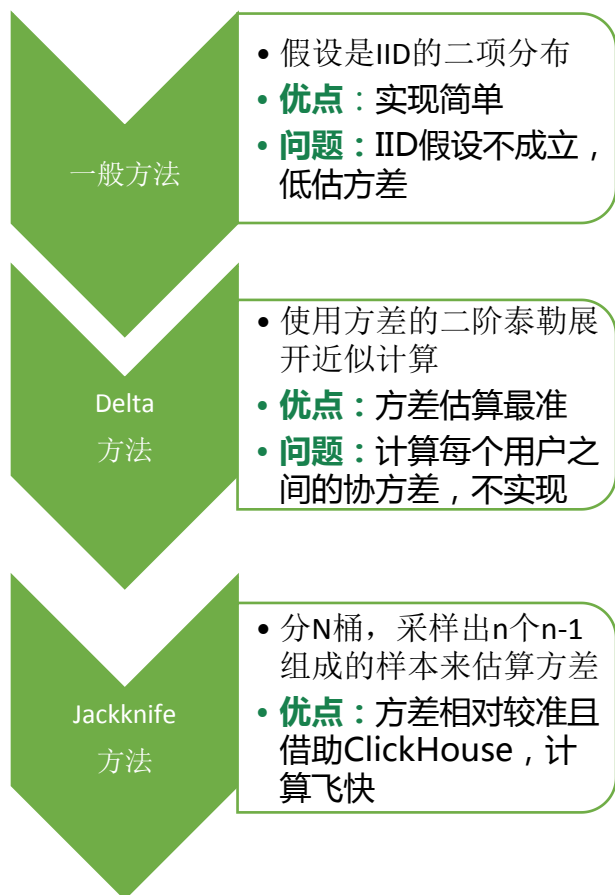 一般方法
• 假设是IID的二项分布
• 优点：实现简单
• 问题：IID假设不成立，
低估方差
Delta
方法
• 使用方差的二阶泰勒展
开近似计算
• 优点：方差估算最准
• 问题：计算每个用户之
间的协方差，不实现
Jackknife
方法
• 分N桶，采样出n个n-1
组成的样本来估算方差
• 优点：方差相对较准且
借助ClickHouse，计
算飞快